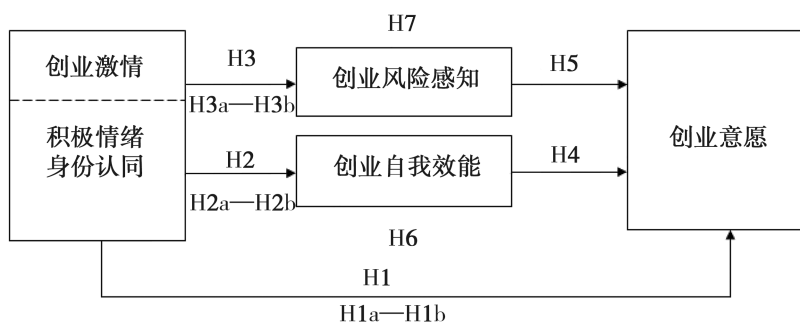 H7
创业激情
H3
创业风险感知
H5
H3a—H3b
积极情绪
身份认同
H2
创业自我效能
H4
H2a—H2b
创业意愿
H6
H1
H1a—H1b